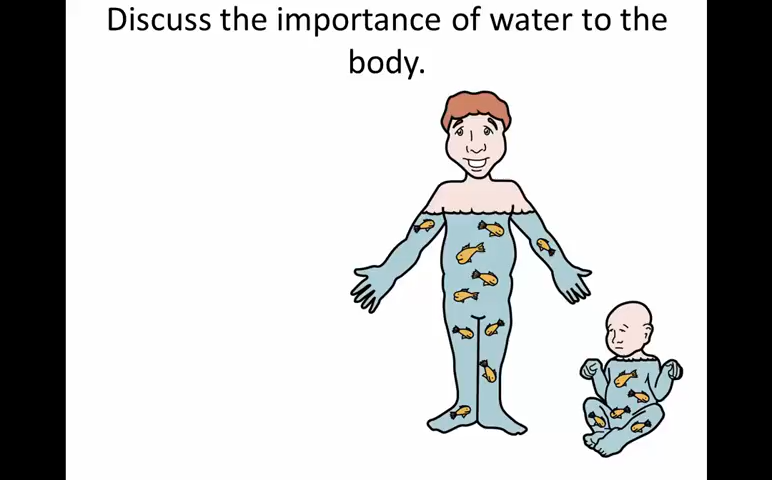 Discuss the importance of water to the
body.